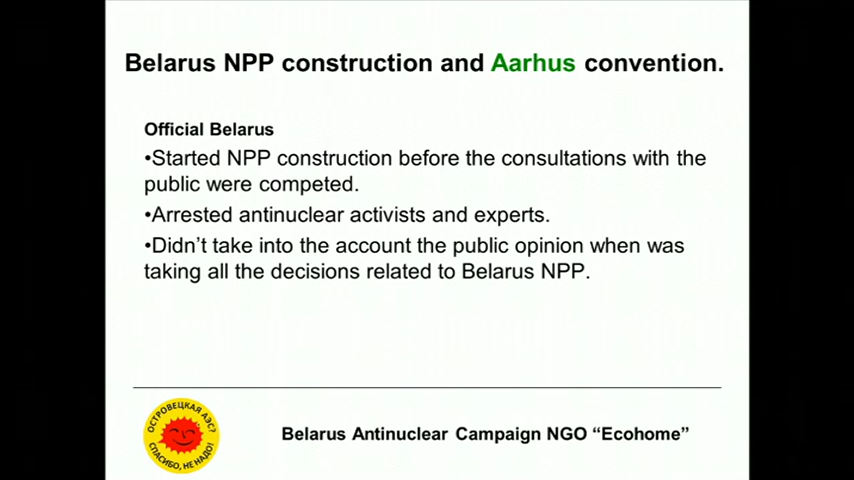 Belarus NPP construction and Aarhus convention.
Official Belarus
•Started NPP construction before the consultations with the
public were competed.
•Arrested antinuclear activists and experts.
•Didn’t take into the account the public opinion when was
taking all the decisions related to Belarus NPP.
ОСТРОВЕЦКАЯ АЭС?
СПАСИБО, НЕ НАДО!
Belarus Antinuclear Campaign NGO “Ecohome”